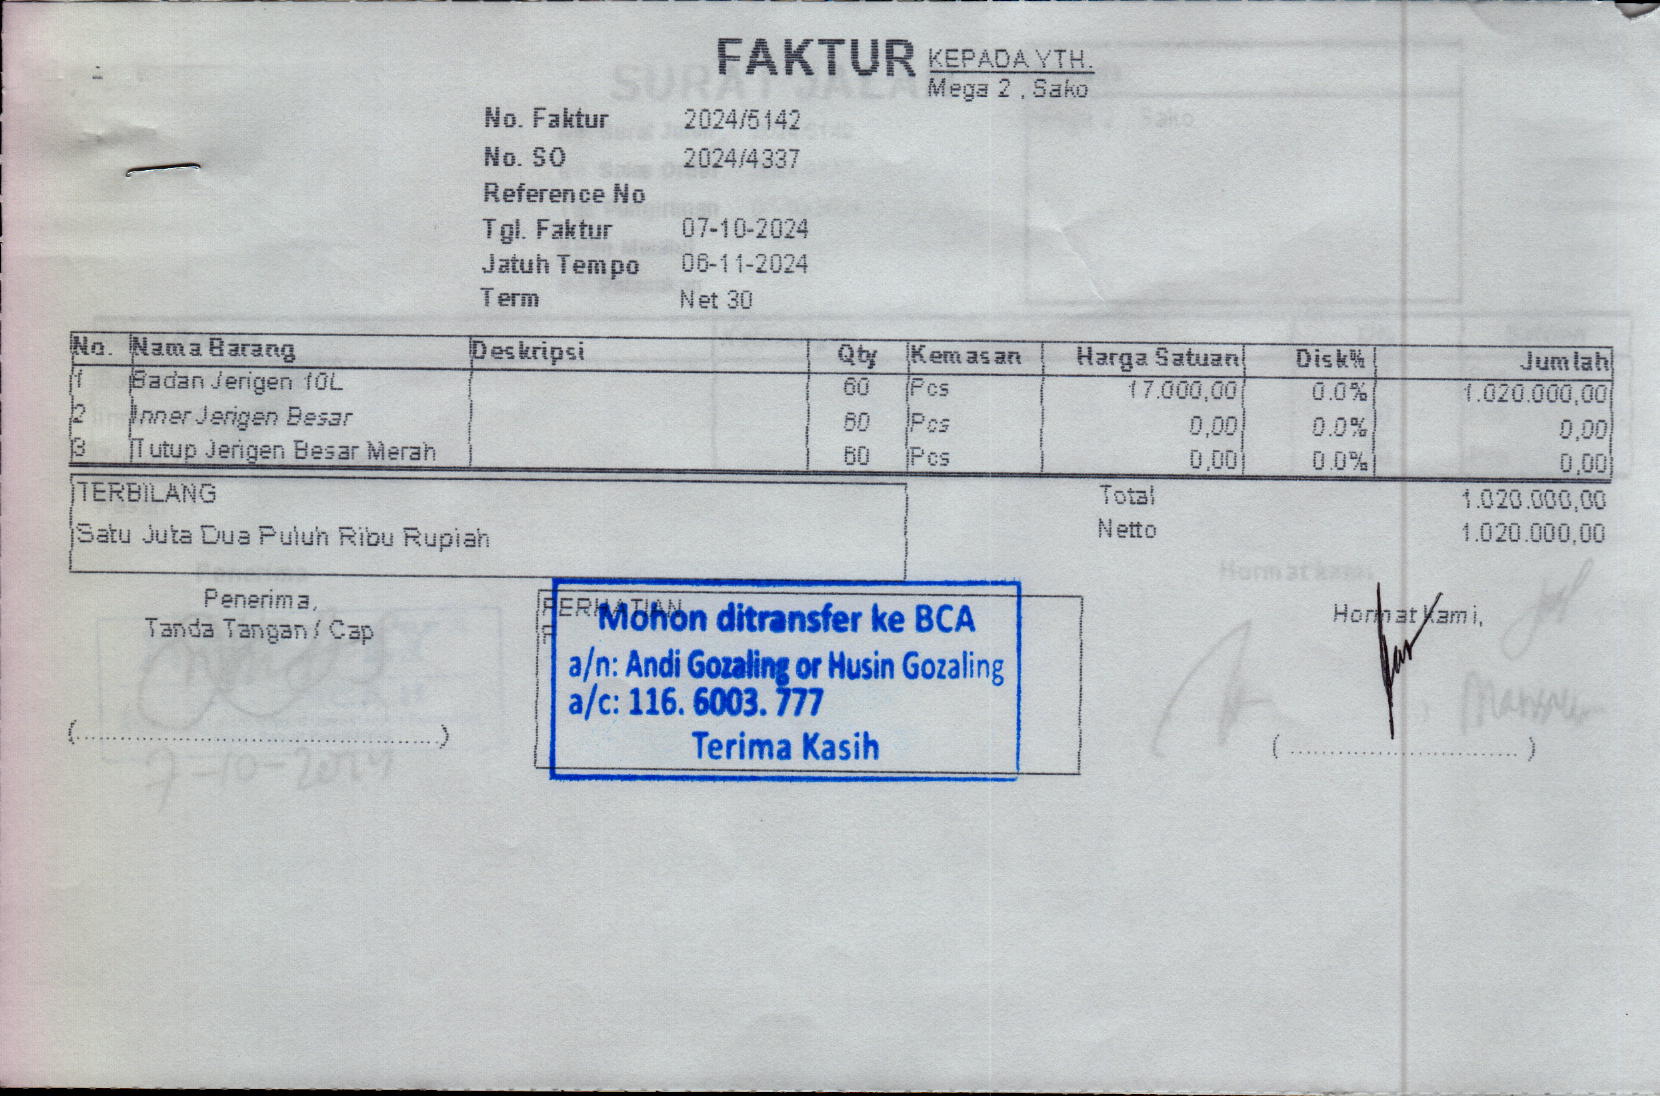 FAKTUR
KEPADA YTH.
Mega 2 , Sako
No. Faktur 2024/5142
No. SO 2024/4337
Reference No
Tgl. Faktur 07-10-2024
Jatuh Tempo 06-11-2024
Term Net 30
No. Nama Barang Deskripsi Qty Kemasan Harga Satuan Disk% Jumlah
1 Badan Jerigen 10L 60 Pcs 17.000,00 0.0% 1.020.000,00
2 Inner Jerigen Besar 60 Pcs 0,00 0.0% 0,00
3 Tutup Jerigen Besar Merah 60 Pcs 0,00 0.0% 0,00
TERBILANG
Satu Juta Dua Puluh Ribu Rupiah
Total 1.020.000,00
Netto 1.020.000,00
Penerima,
Tanda Tangan / Cap
(........................................)
PERHATIAN
Mohon ditransfer ke BCA
a/n: Andi Gozaling or Husin Gozaling
a/c: 116. 6003. 777
Terima Kasih
Hormat kami,
( ............................ )
SURAT JALAN
7-10-2024